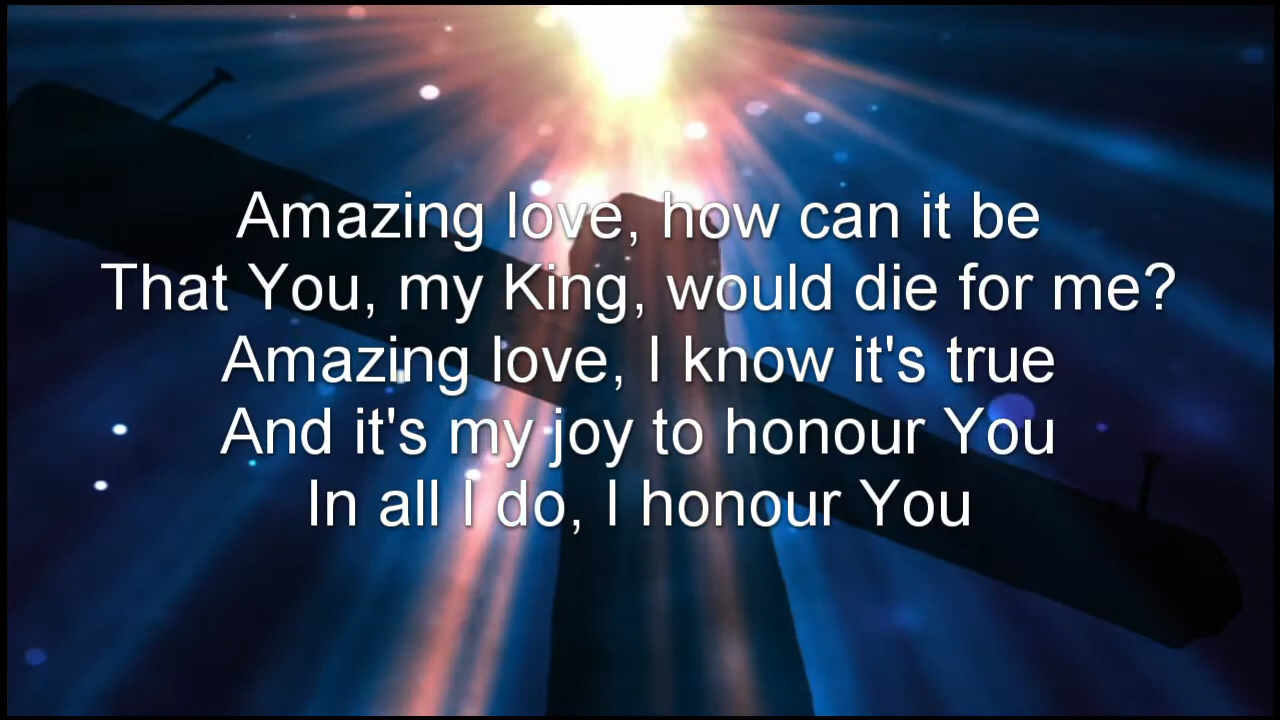 Amazing love, how can it be
That You, my King, would die for me?
Amazing love, I know it's true
And it's my joy to honour You
In all I do, I honour You